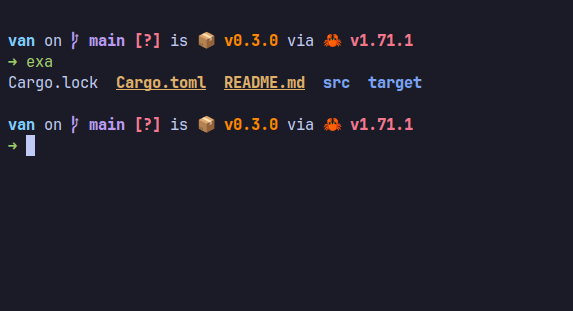 van on main [?] is 📦 v0.3.0 via 🦀 v1.71.1
→ exa
Cargo.lock Cargo.toml README.md src target
van on main [?] is 📦 v0.3.0 via 🦀 v1.71.1
→